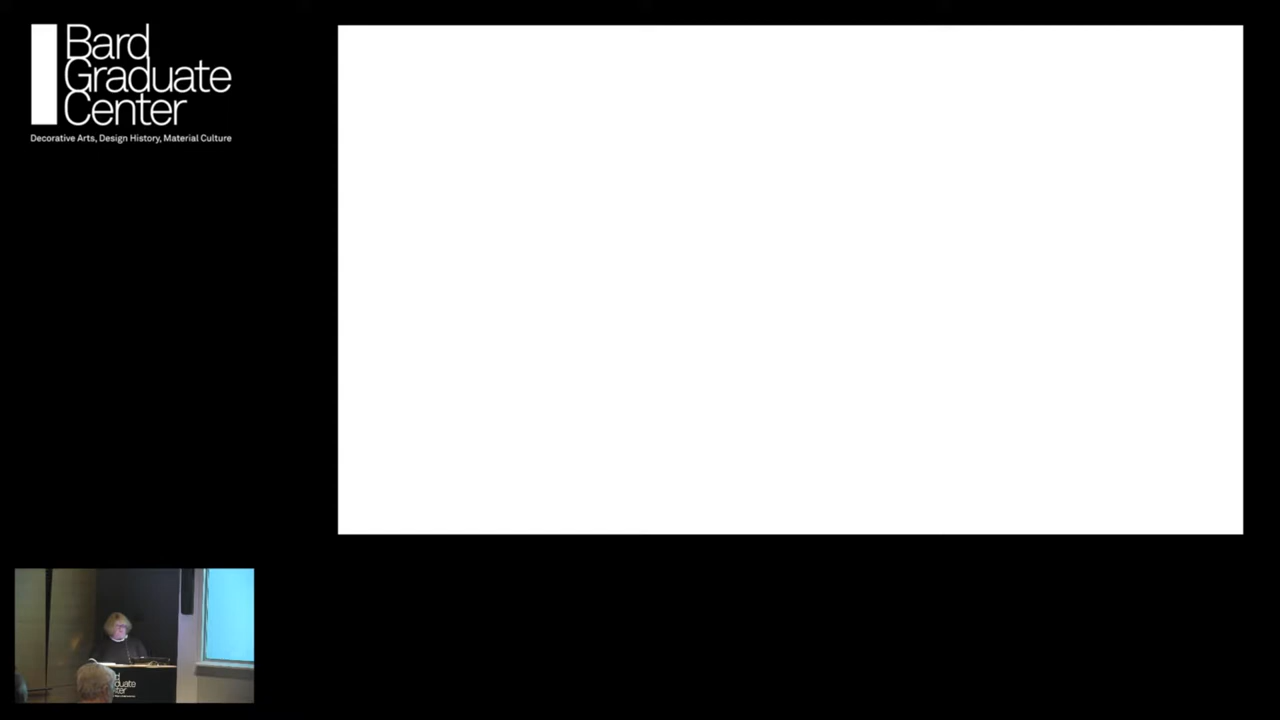 Bard
Graduate
Center
Decorative Arts, Design History, Material Culture